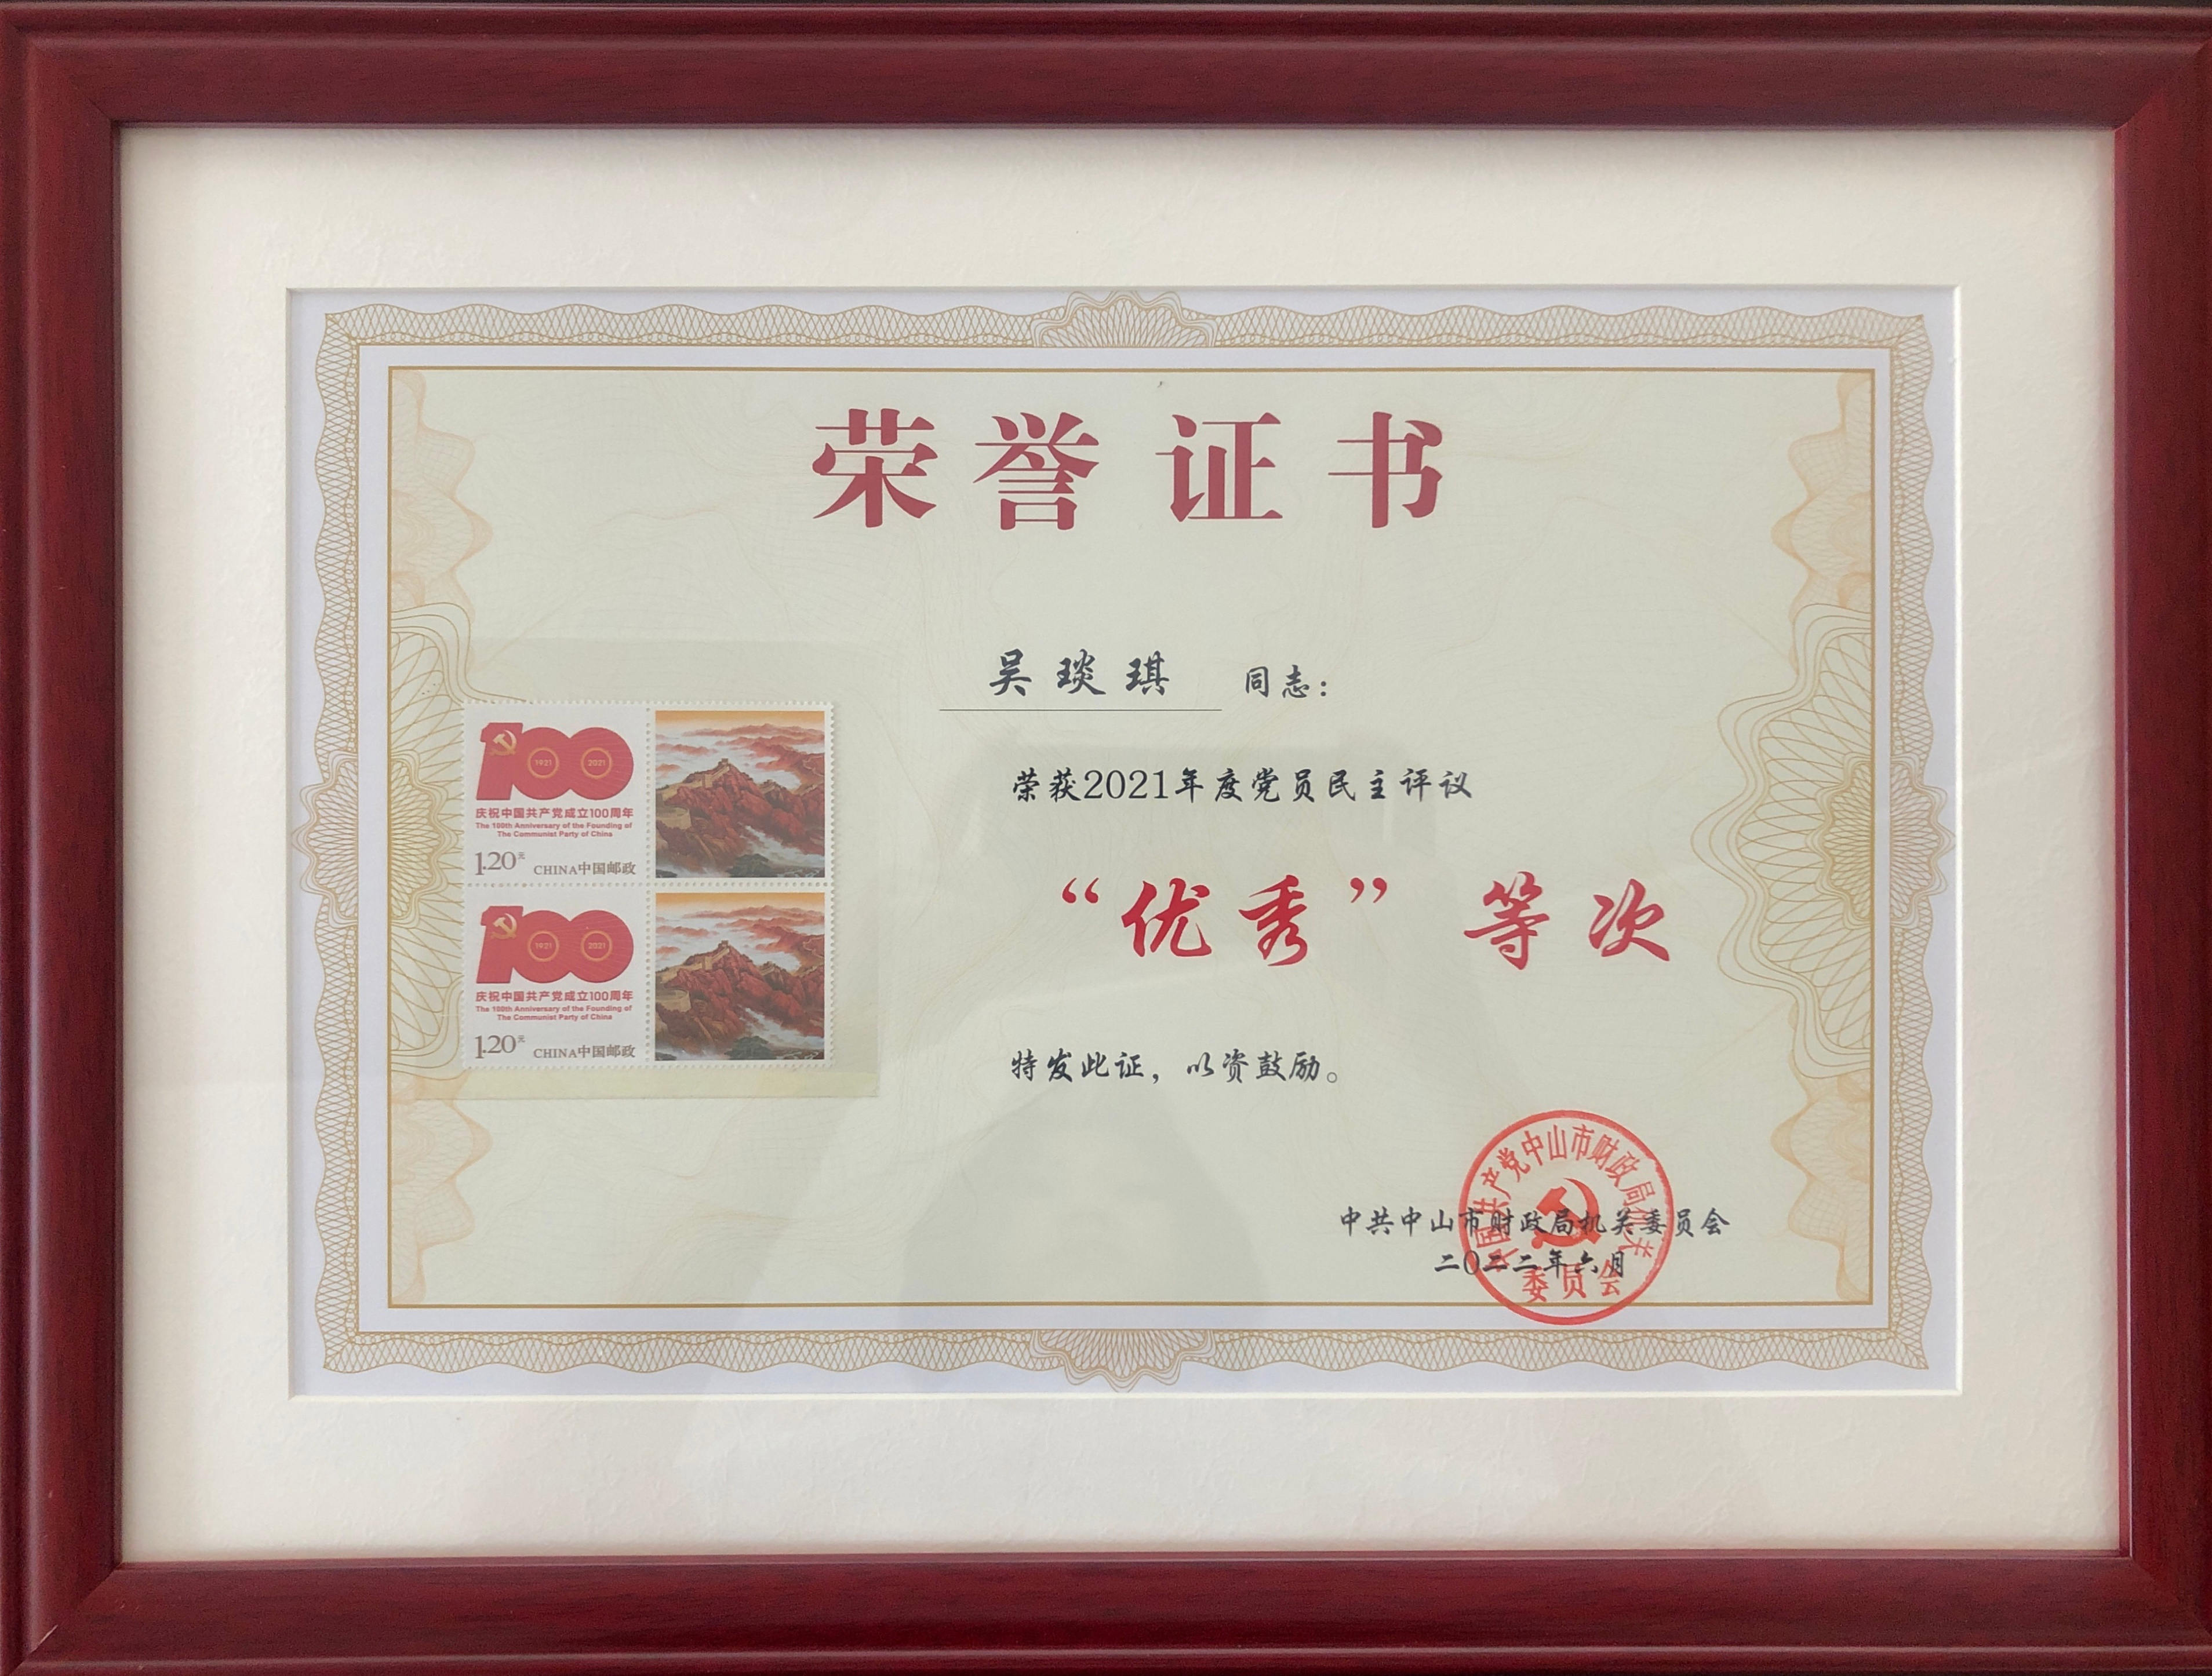 荣誉证书
吴琰琪 同志：
荣获2021年度党员民主评议
“优秀”等次
特发此证，以资鼓励。
中共中山市财政局机关委员会
二〇二二年六月
中国共产党中山市财政局机关
委员会
1921 2021
庆祝中国共产党成立100周年
The 100th Anniversary of the Founding of
The Communist Party of China
1.20元 CHINA中国邮政
1921 2021
庆祝中国共产党成立100周年
The 100th Anniversary of the Founding of
The Communist Party of China
1.20元 CHINA中国邮政